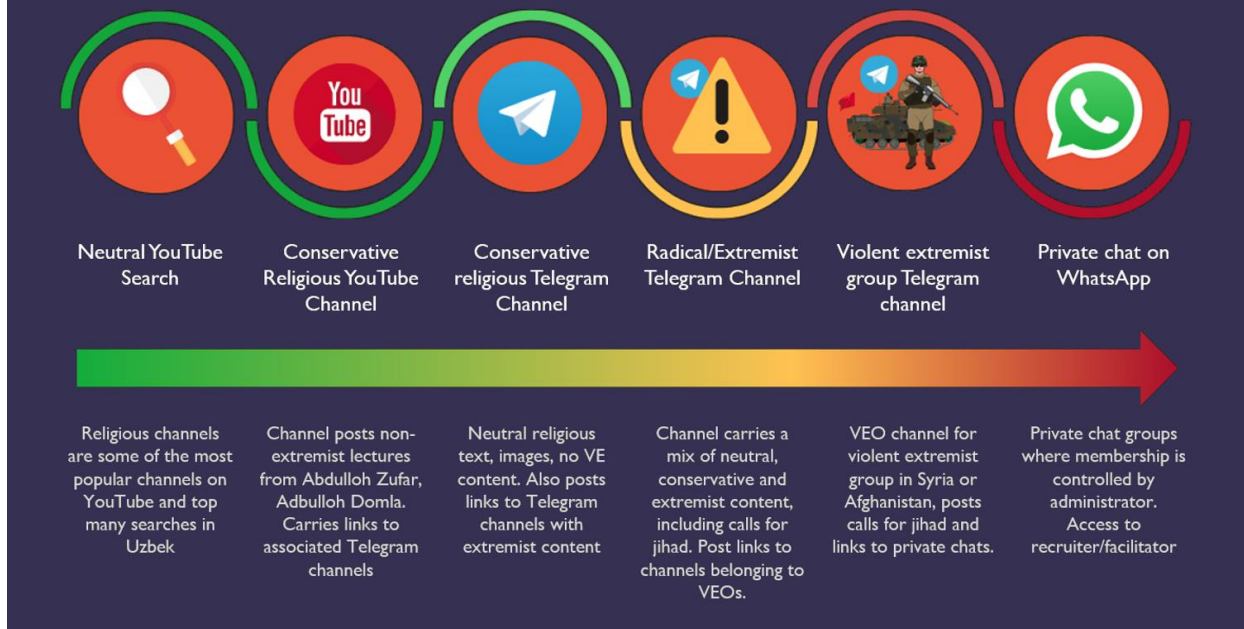 You
Tube
Neutral YouTube
Search
Conservative
Religious YouTube
Channel
Conservative
religious Telegram
Channel
Radical/Extremist
Telegram Channel
Violent extremist
group Telegram
channel
Private chat on
WhatsApp
Religious channels
are some of the most
popular channels on
YouTube and top
many searches in
Uzbek
Channel posts non-
extremist lectures
from Abdulloh Zufar,
Adbulloh Domla.
Carries links to
associated Telegram
channels
Neutral religious
text, images, no VE
content. Also posts
links to Telegram
channels with
extremist content
Channel carries a
mix of neutral,
conservative and
extremist content,
including calls for
jihad. Post links to
channels belonging to
VEOs.
VEO channel for
violent extremist
group in Syria or
Afghanistan, posts
calls for jihad and
links to private chats.
Private chat groups
where membership is
controlled by
administrator.
Access to
recruiter/facilitator